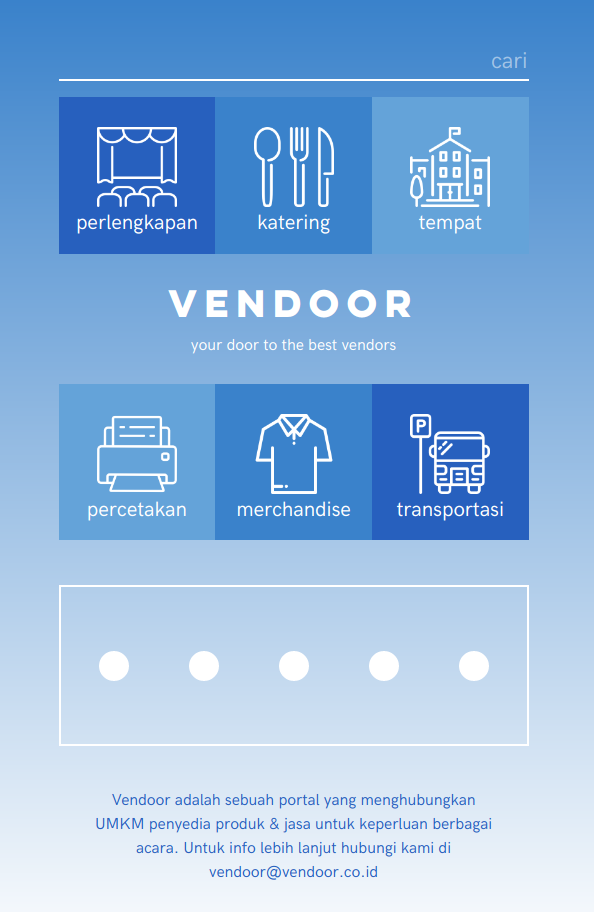 cari
perlengkapan
katering
tempat
VENDOOR
your door to the best vendors
P
percetakan
merchandise
transportasi
Vendoor adalah sebuah portal yang menghubungkan
UMKM penyedia produk & jasa untuk keperluan berbagai
acara. Untuk info lebih lanjut hubungi kami di
vendoor@vendoor.co.id